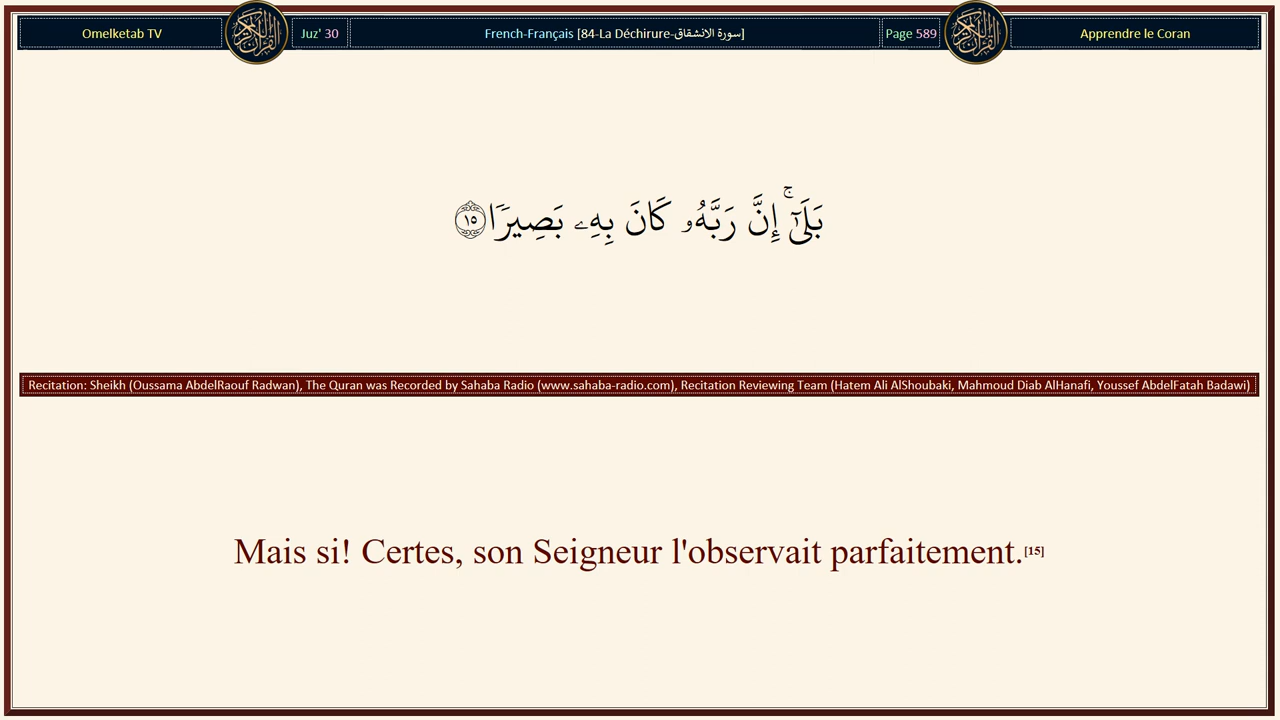 Omelketab TV
Juz' 30
French-Français [84-La Déchirure-سورة الانشقاق]
Page 589
Apprendre le Coran
بَلَىٰٓۚ إِنَّ رَبَّهُۥ كَانَ بِهِۦ بَصِيرٗا ١٥
Recitation: Sheikh (Oussama AbdelRaouf Radwan), The Quran was Recorded by Sahaba Radio (www.sahaba-radio.com), Recitation Reviewing Team (Hatem Ali AlShoubaki, Mahmoud Diab AlHanafi, Youssef AbdelFatah Badawi)
Mais si! Certes, son Seigneur l'observait parfaitement.[15]